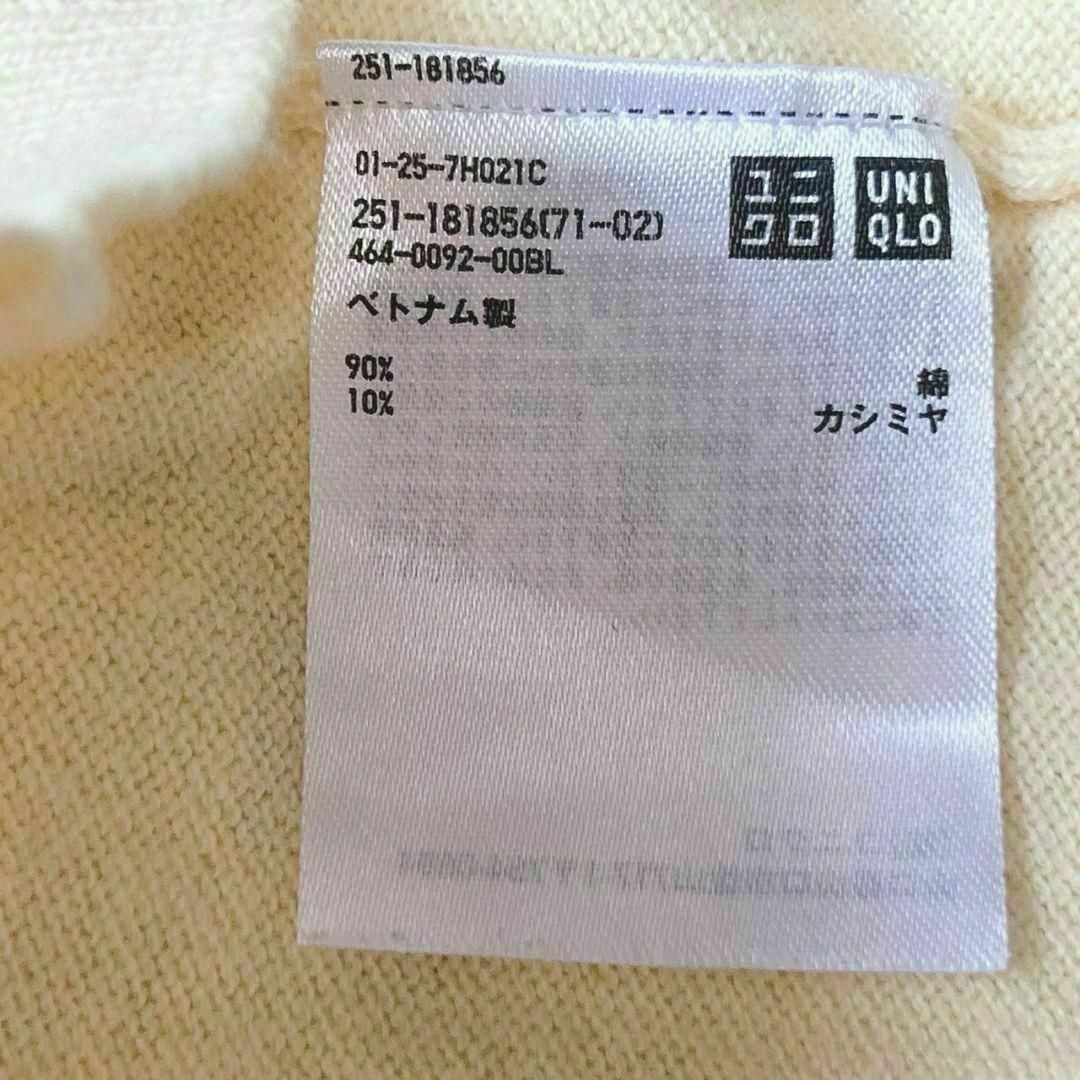 251-181856
01-25-7H021C
251-181856(71-02)
464-0092-00BL
ユニ
クロ
UNI
QLO
ベトナム製
90% 綿
10% カシミヤ